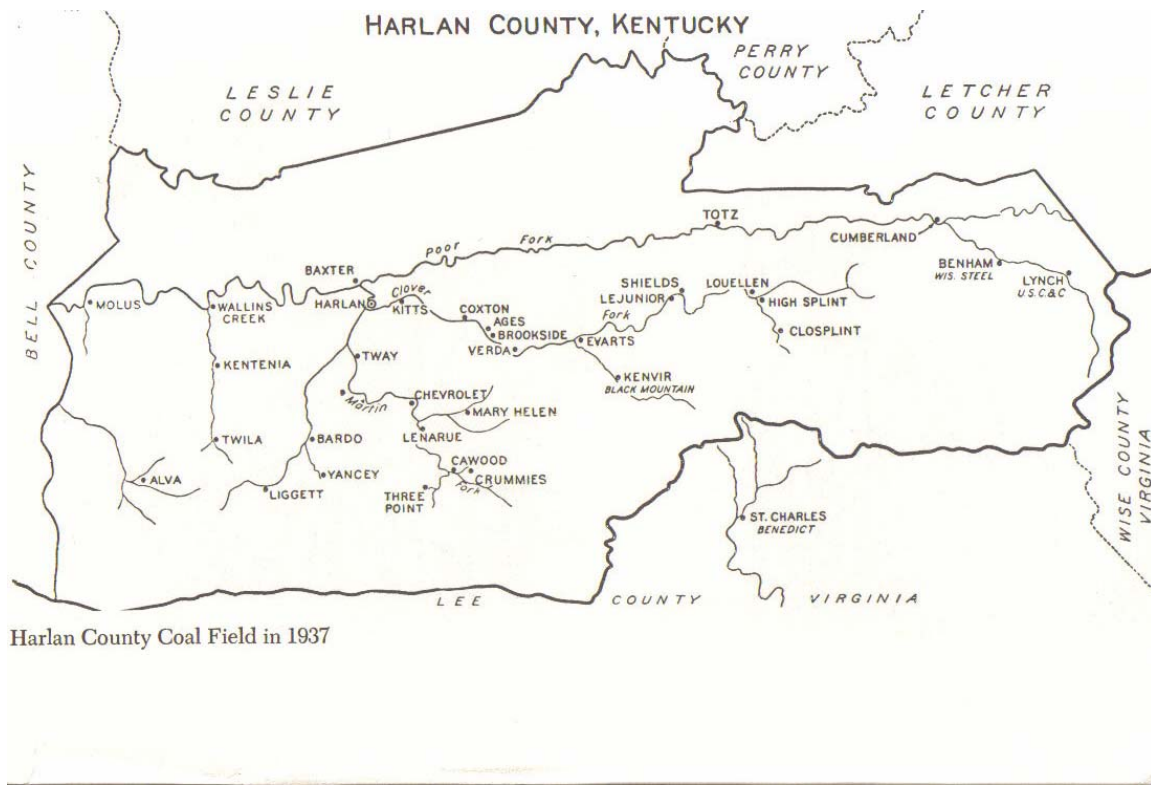 HARLAN COUNTY, KENTUCKY
PERRY
COUNTY
LESLIE
COUNTY
LETCHER
COUNTY
BELL COUNTY
TOTZ
CUMBERLAND
Poor Fork
BAXTER
BENHAM
WIS. STEEL
LYNCH
U.S.C.&C
SHIELDS
LOUELLEN
LEJUNIOR
HIGH SPLINT
MOLUS
WALLINS
CREEK
HARLAN
Clover
Fork
KITTS
COXTON
AGES
BROOKSIDE
CLOSPLINT
VERDA
EVARTS
TWAY
KENTENIA
KENVIR
BLACK MOUNTAIN
Martin
CHEVROLET
MARY HELEN
LENARUE
TWILA
BARDO
CAWOOD
CRUMMIES
Fork
ALVA
YANCEY
LIGGETT
THREE
POINT
ST. CHARLES
BENEDICT
WISE COUNTY
VIRGINIA
LEE COUNTY VIRGINIA
Harlan County Coal Field in 1937